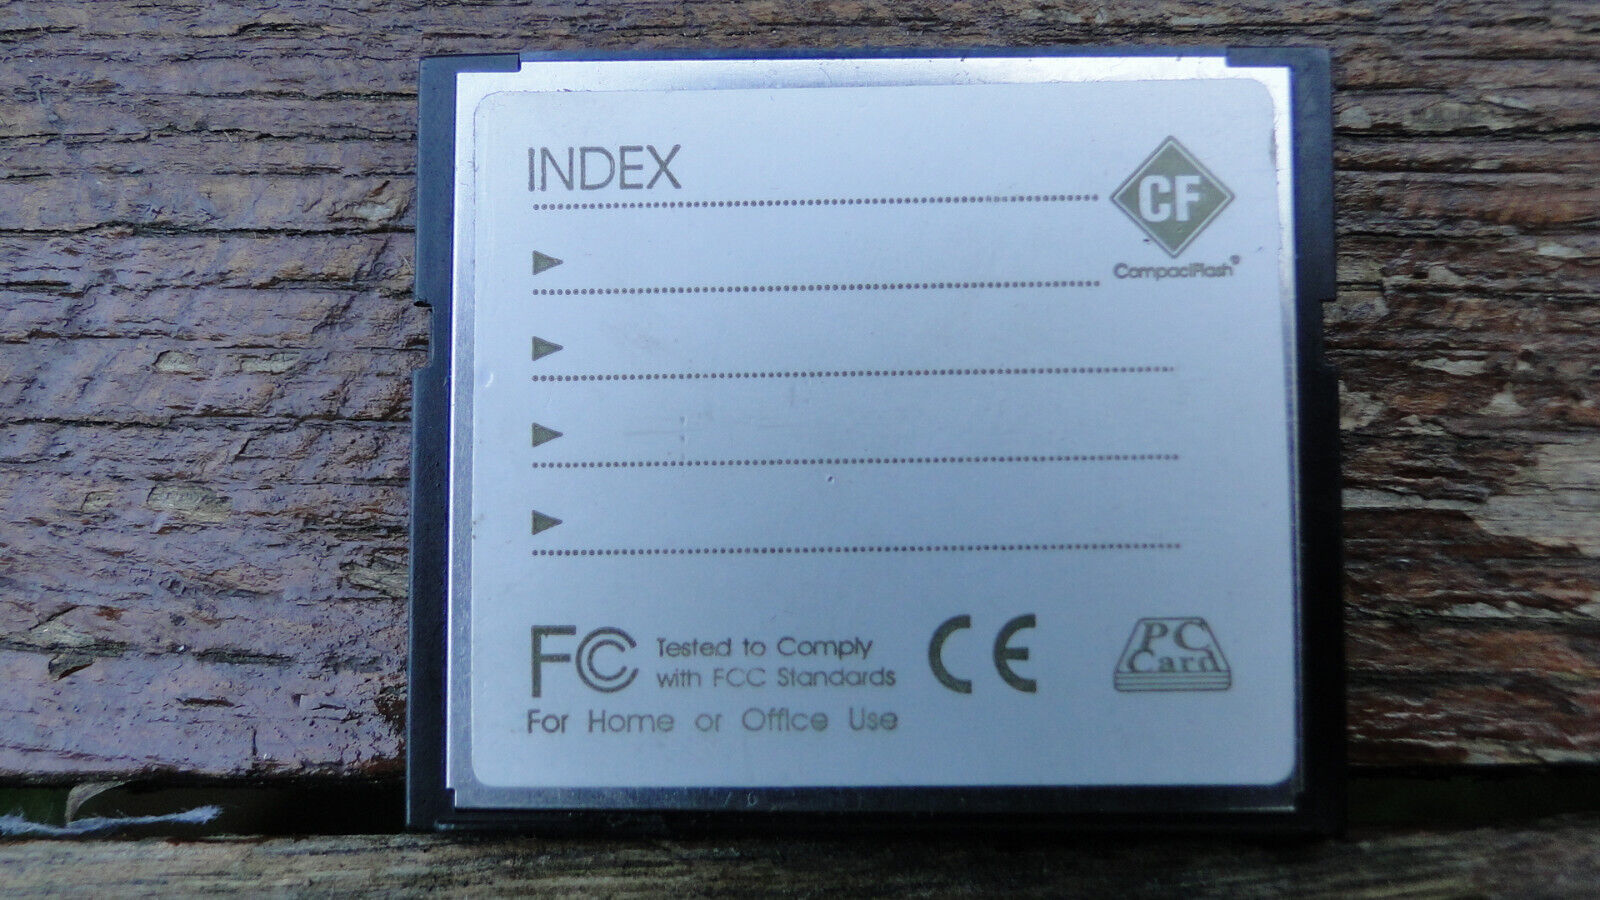 INDEX
CF
CompactFlash®
FC Tested to Comply
with FCC Standards
For Home or Office Use
CE
PC
Card